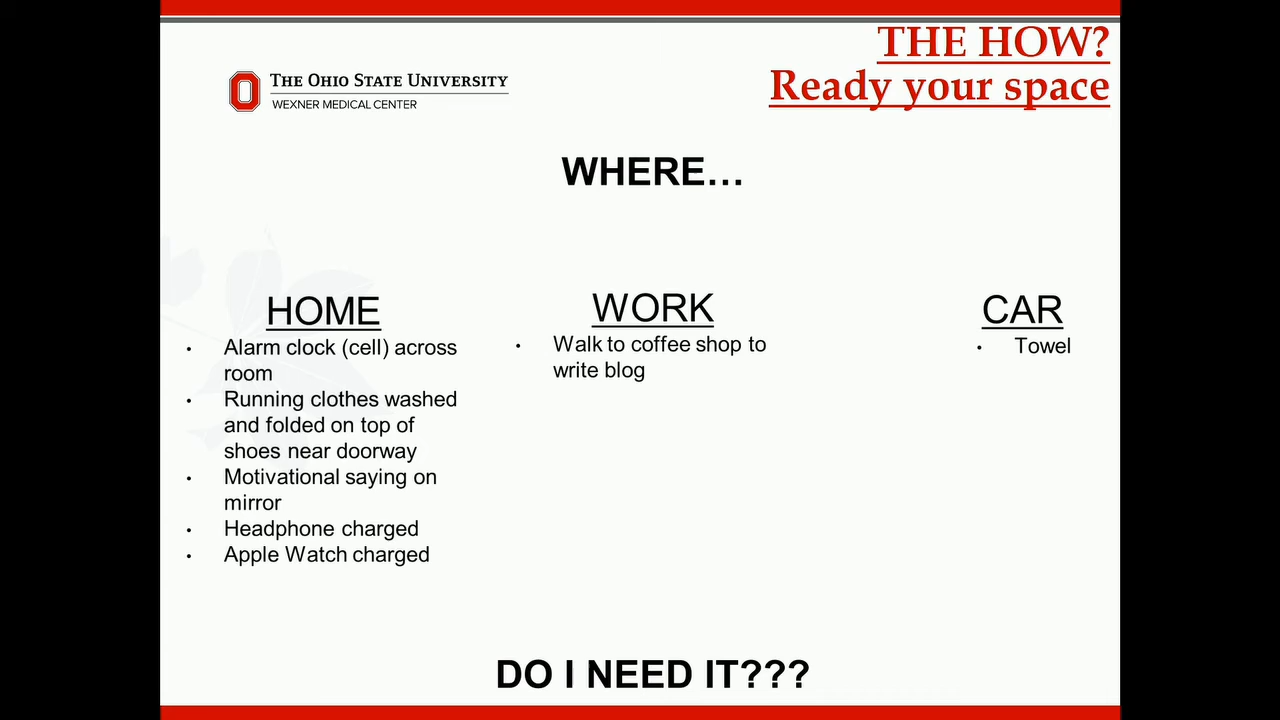 THE HOW?
Ready your space
THE OHIO STATE UNIVERSITY
WEXNER MEDICAL CENTER
WHERE…
HOME
• Alarm clock (cell) across
room
• Running clothes washed
and folded on top of
shoes near doorway
• Motivational saying on
mirror
• Headphone charged
• Apple Watch charged
WORK
• Walk to coffee shop to
write blog
CAR
• Towel
DO I NEED IT???